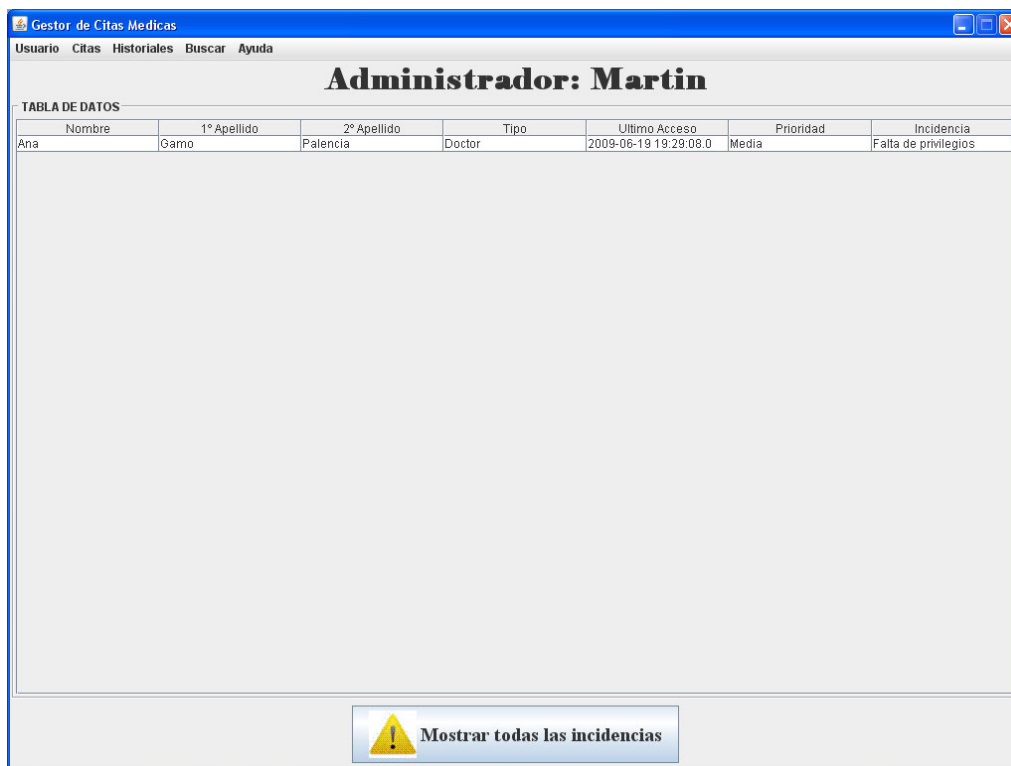 Gestor de Citas Medicas
Usuario Citas Historiales Buscar Ayuda
Administrador: Martin
TABLA DE DATOS
Nombre 1º Apellido 2º Apellido Tipo Ultimo Acceso Prioridad Incidencia
Ana Gamo Palencia Doctor 2009-06-19 19:29:08.0 Media Falta de privilegios
Mostrar todas las incidencias